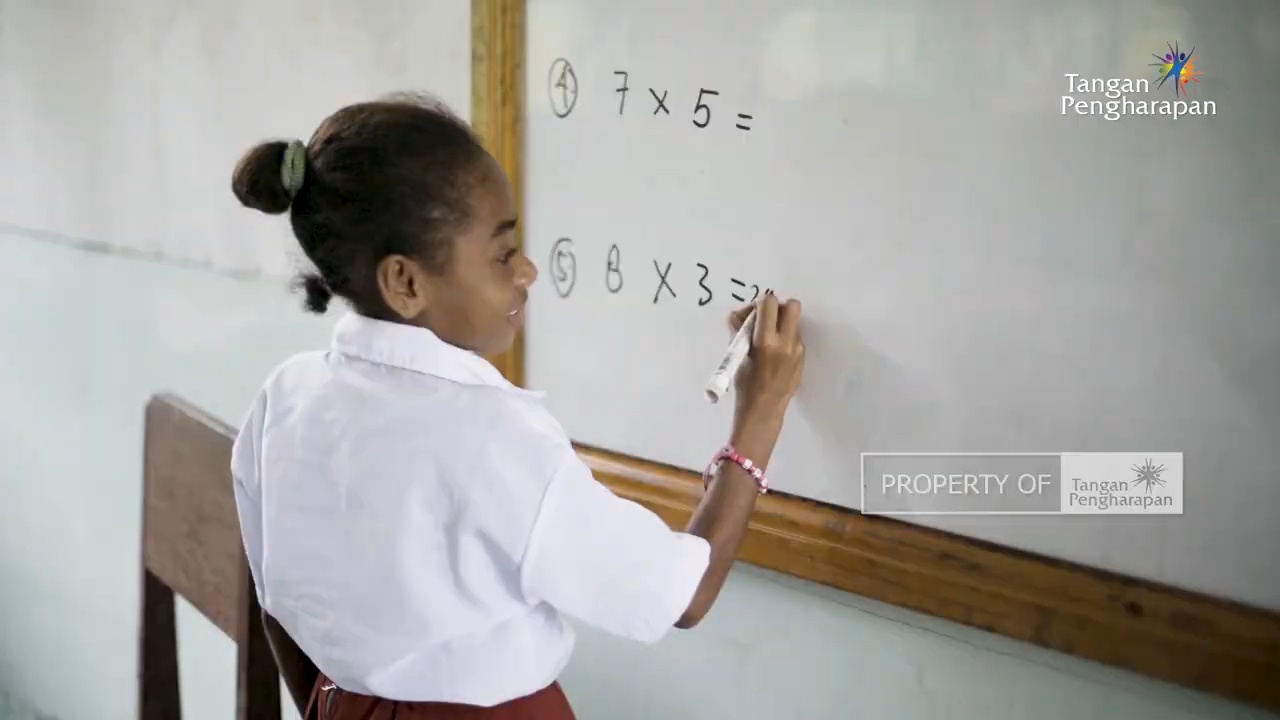 Tangan
Pengharapan
④ 7 x 5 =
⑤ 8 x 3 =
PROPERTY OF
Tangan
Pengharapan